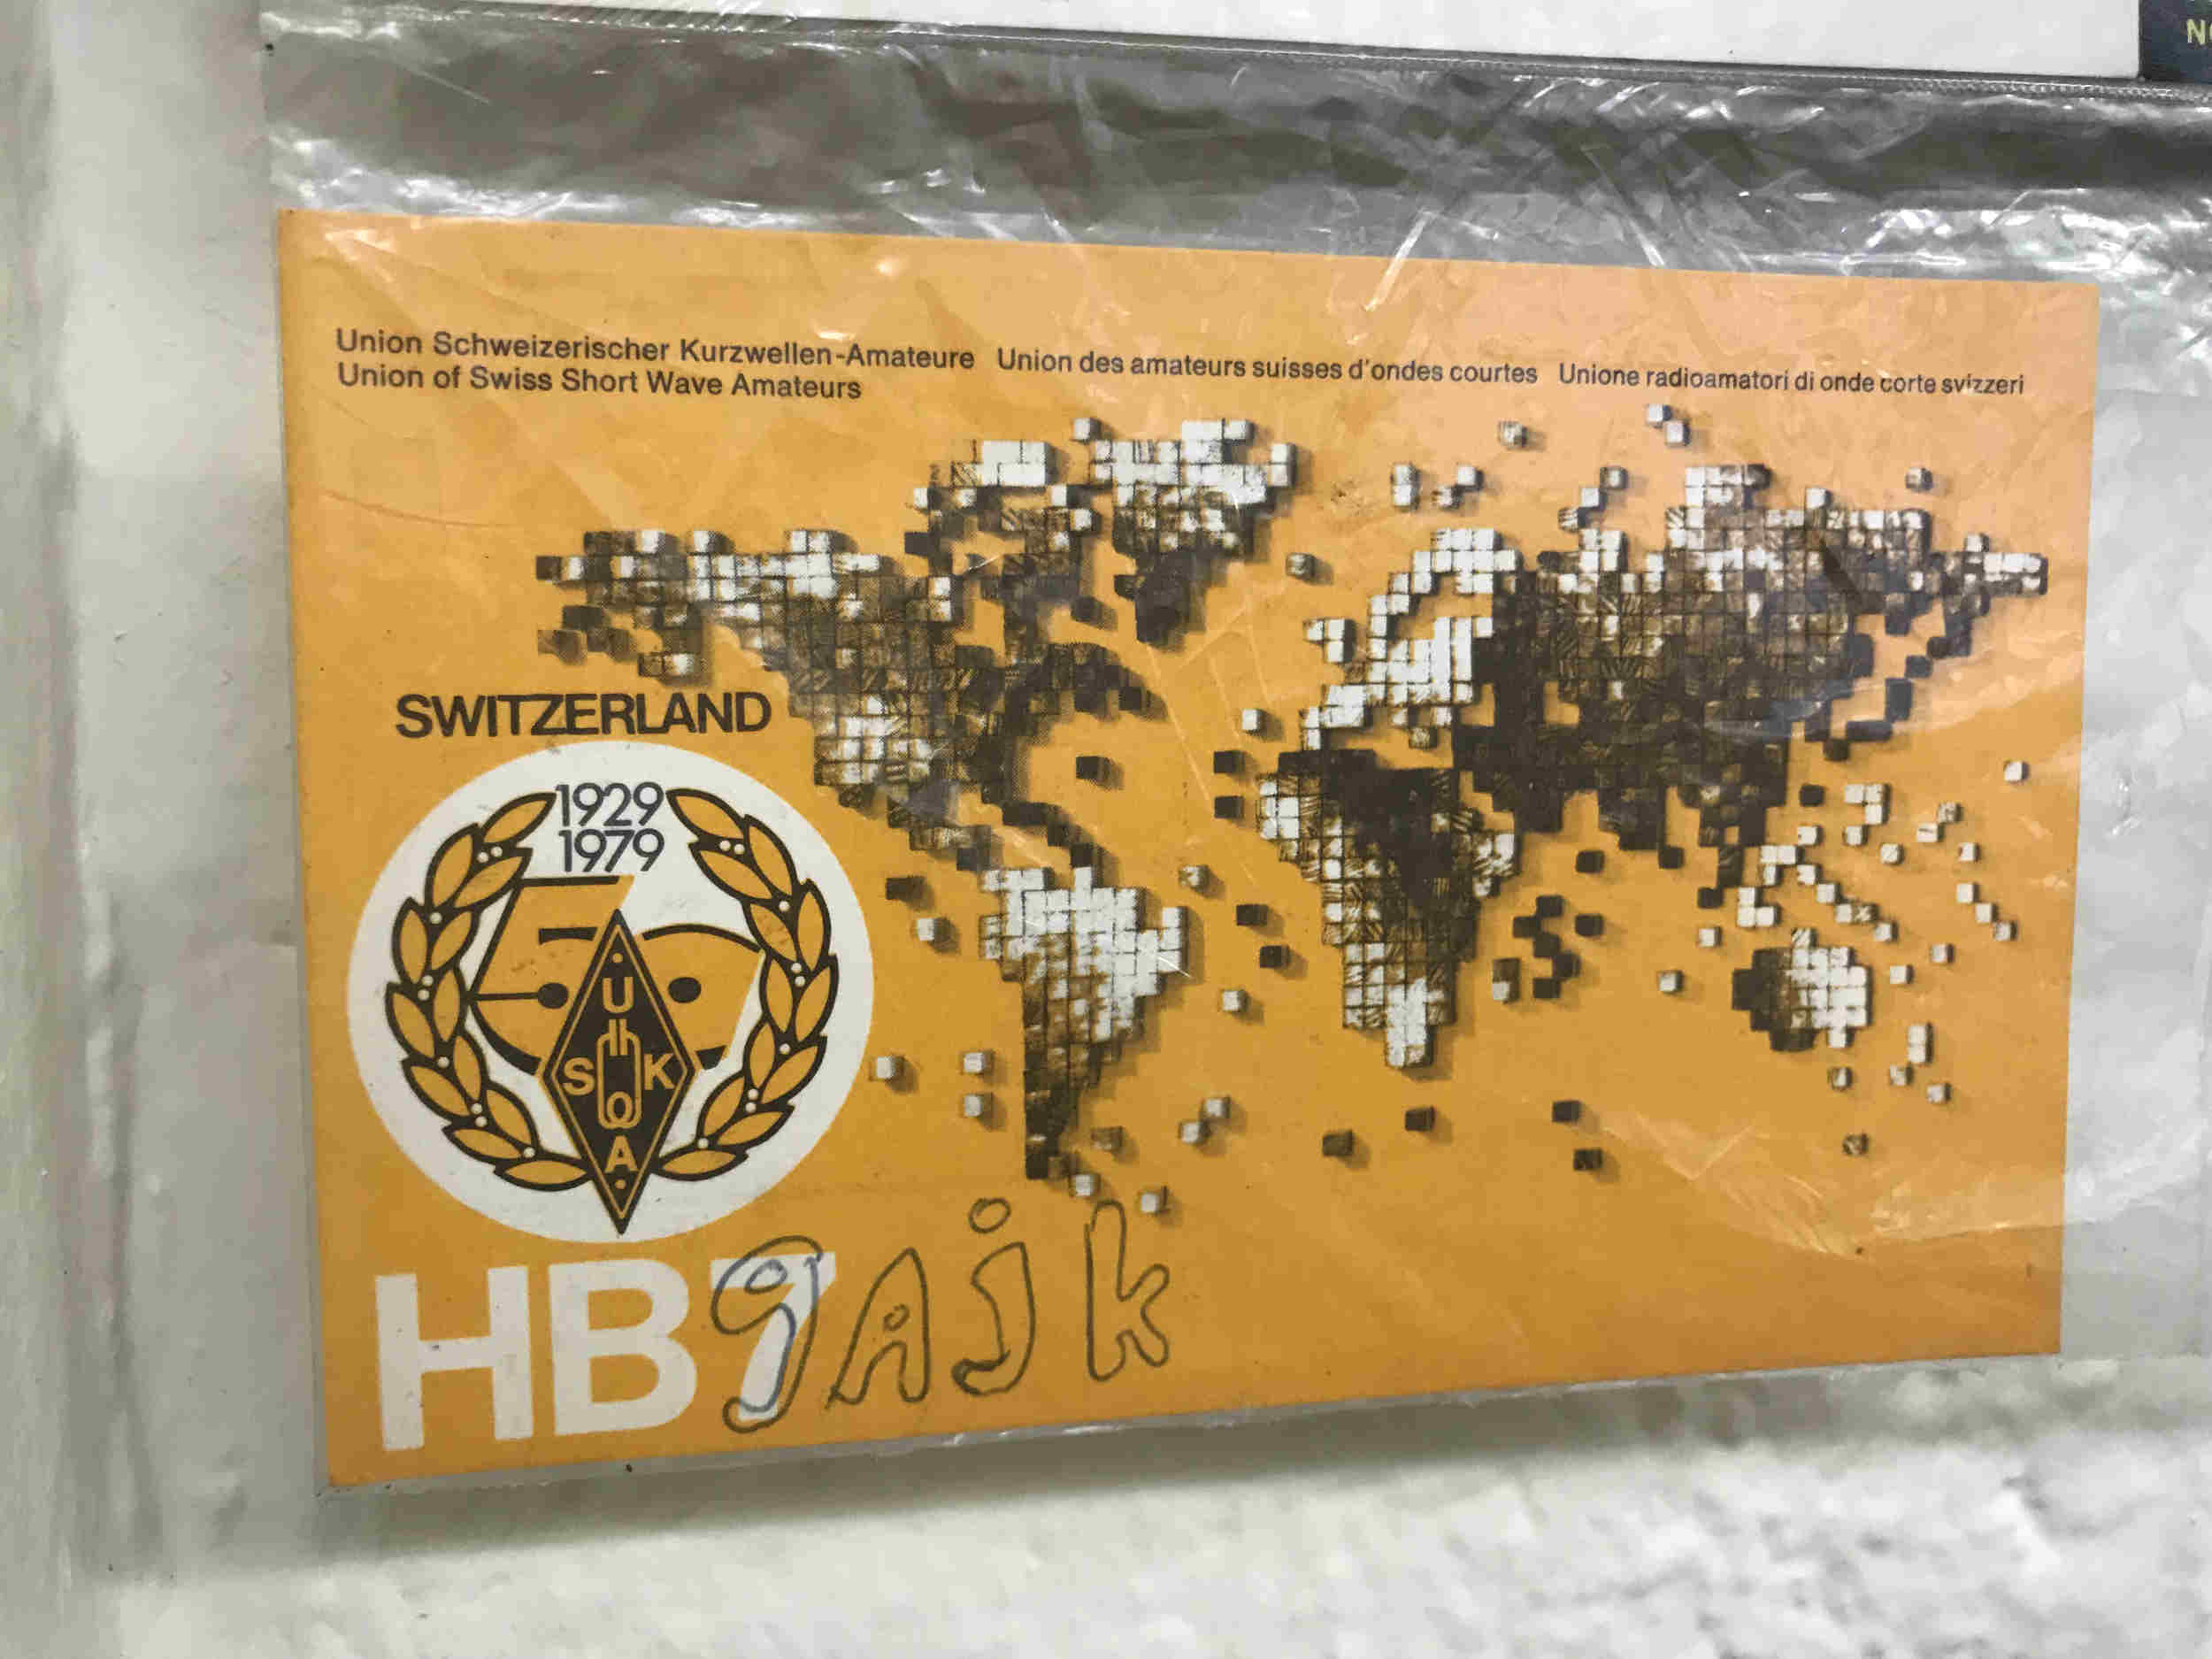 N
Union Schweizerischer Kurzwellen-Amateure Union des amateurs suisses d'ondes courtes Unione radioamatori di onde corte svizzeri
Union of Swiss Short Wave Amateurs
SWITZERLAND
1929
1979
50
U
S K
A
HB9AjK